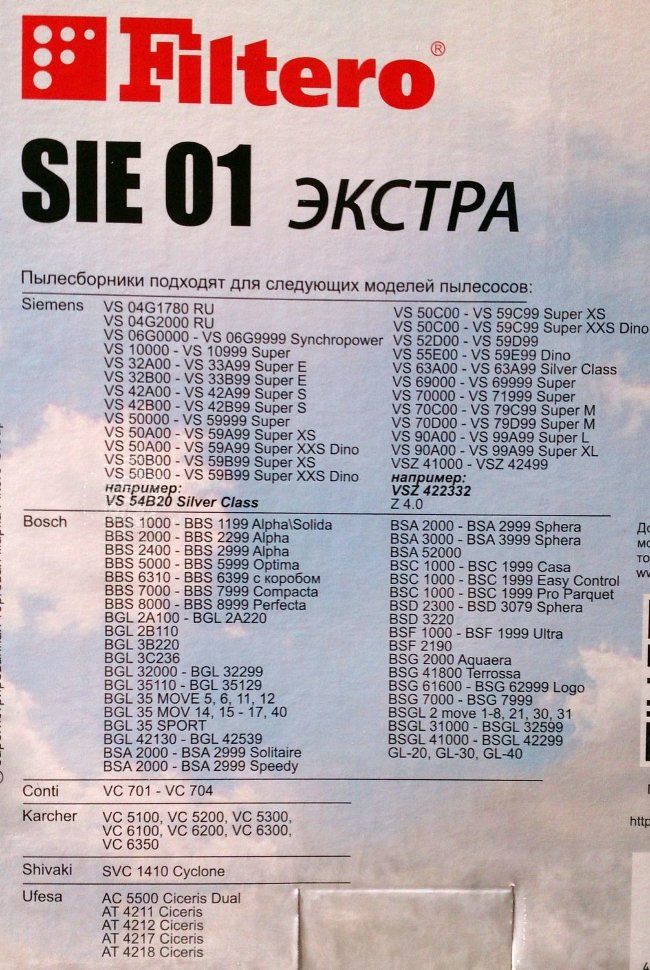 Filtero®
SIE 01 ЭКСТРА
Пылесборники подходят для следующих моделей пылесосов:
Siemens
VS 04G1780 RU
VS 04G2000 RU
VS 06G0000 - VS 06G9999 Synchropower
VS 10000 - VS 10999 Super
VS 32A00 - VS 33A99 Super E
VS 32B00 - VS 33B99 Super E
VS 42A00 - VS 42A99 Super S
VS 42B00 - VS 42B99 Super S
VS 50000 - VS 59999 Super
VS 50A00 - VS 59A99 Super XS
VS 50A00 - VS 59A99 Super XXS Dino
VS 50B00 - VS 59B99 Super XS
VS 50B00 - VS 59B99 Super XXS Dino
например:
VS 54B20 Silver Class
VS 50C00 - VS 59C99 Super XS
VS 50C00 - VS 59C99 Super XXS Dino
VS 52D00 - VS 59D99
VS 55E00 - VS 59E99 Dino
VS 63A00 - VS 63A99 Silver Class
VS 69000 - VS 69999 Super
VS 70000 - VS 71999 Super
VS 70C00 - VS 79C99 Super M
VS 70D00 - VS 79D99 Super M
VS 90A00 - VS 99A99 Super L
VS 90A00 - VS 99A99 Super XL
VSZ 41000 - VSZ 42499
например:
VSZ 422332
Z 4.0
Bosch
BBS 1000 - BBS 1199 Alpha\Solida
BBS 2000 - BBS 2299 Alpha
BBS 2400 - BBS 2999 Alpha
BBS 5000 - BBS 5999 Optima
BBS 6310 - BBS 6399 с коробом
BBS 7000 - BBS 7999 Compacta
BBS 8000 - BBS 8999 Perfecta
BGL 2A100 - BGL 2A220
BGL 2B110
BGL 3B220
BGL 3C236
BGL 32000 - BGL 32299
BGL 35110 - BGL 35129
BGL 35 MOVE 5, 6, 11, 12
BGL 35 MOV 14, 15 - 17, 40
BGL 35 SPORT
BGL 42130 - BGL 42539
BSA 2000 - BSA 2999 Solitaire
BSA 2000 - BSA 2999 Speedy
BSA 2000 - BSA 2999 Sphera
BSA 3000 - BSA 3999 Sphera
BSA 52000
BSC 1000 - BSC 1999 Casa
BSC 1000 - BSC 1999 Easy Control
BSC 1000 - BSC 1999 Pro Parquet
BSD 2300 - BSD 3079 Sphera
BSD 3220
BSF 1000 - BSF 1999 Ultra
BSF 2190
BSG 2000 Aquaera
BSG 41800 Terrossa
BSG 61600 - BSG 62999 Logo
BSG 7000 - BSG 7999
BSGL 2 move 1-8, 21, 30, 31
BSGL 31000 - BSGL 32599
BSGL 41000 - BSGL 42299
GL-20, GL-30, GL-40
Conti
VC 701 - VC 704
Karcher
VC 5100, VC 5200, VC 5300,
VC 6100, VC 6200, VC 6300,
VC 6350
Shivaki
SVC 1410 Cyclone
Ufesa
AC 5500 Ciceris Dual
AT 4211 Ciceris
AT 4212 Ciceris
AT 4217 Ciceris
AT 4218 Ciceris